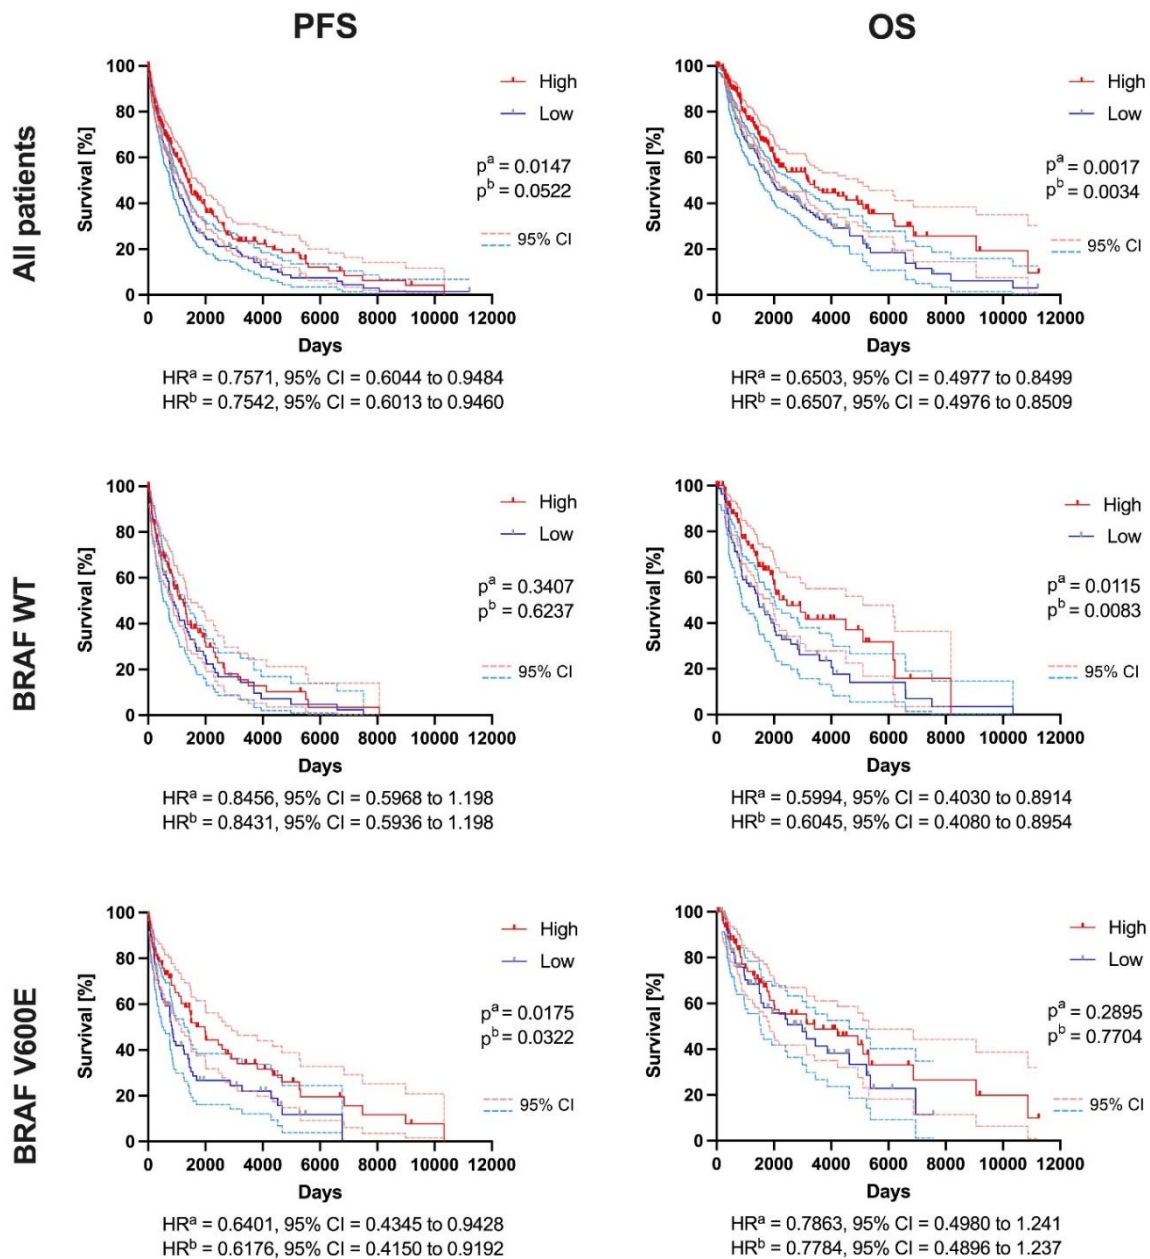 PFS
OS
All patients
Survival [%]
100
80
60
40
20
0
0 2000 4000 6000 8000 10000 12000
Days
High
Low
pᵃ = 0.0147
pᵇ = 0.0522
95% CI
HRᵃ = 0.7571, 95% CI = 0.6044 to 0.9484
HRᵇ = 0.7542, 95% CI = 0.6013 to 0.9460
Survival [%]
100
80
60
40
20
0
0 2000 4000 6000 8000 10000 12000
Days
High
Low
pᵃ = 0.0017
pᵇ = 0.0034
95% CI
HRᵃ = 0.6503, 95% CI = 0.4977 to 0.8499
HRᵇ = 0.6507, 95% CI = 0.4976 to 0.8509
BRAF WT
Survival [%]
100
80
60
40
20
0
0 2000 4000 6000 8000 10000 12000
Days
High
Low
pᵃ = 0.3407
pᵇ = 0.6237
95% CI
HRᵃ = 0.8456, 95% CI = 0.5968 to 1.198
HRᵇ = 0.8431, 95% CI = 0.5936 to 1.198
Survival [%]
100
80
60
40
20
0
0 2000 4000 6000 8000 10000 12000
Days
High
Low
pᵃ = 0.0115
pᵇ = 0.0083
95% CI
HRᵃ = 0.5994, 95% CI = 0.4030 to 0.8914
HRᵇ = 0.6045, 95% CI = 0.4080 to 0.8954
BRAF V600E
Survival [%]
100
80
60
40
20
0
0 2000 4000 6000 8000 10000 12000
Days
High
Low
pᵃ = 0.0175
pᵇ = 0.0322
95% CI
HRᵃ = 0.6401, 95% CI = 0.4345 to 0.9428
HRᵇ = 0.6176, 95% CI = 0.4150 to 0.9192
Survival [%]
100
80
60
40
20
0
0 2000 4000 6000 8000 10000 12000
Days
High
Low
pᵃ = 0.2895
pᵇ = 0.7704
95% CI
HRᵃ = 0.7863, 95% CI = 0.4980 to 1.241
HRᵇ = 0.7784, 95% CI = 0.4896 to 1.237